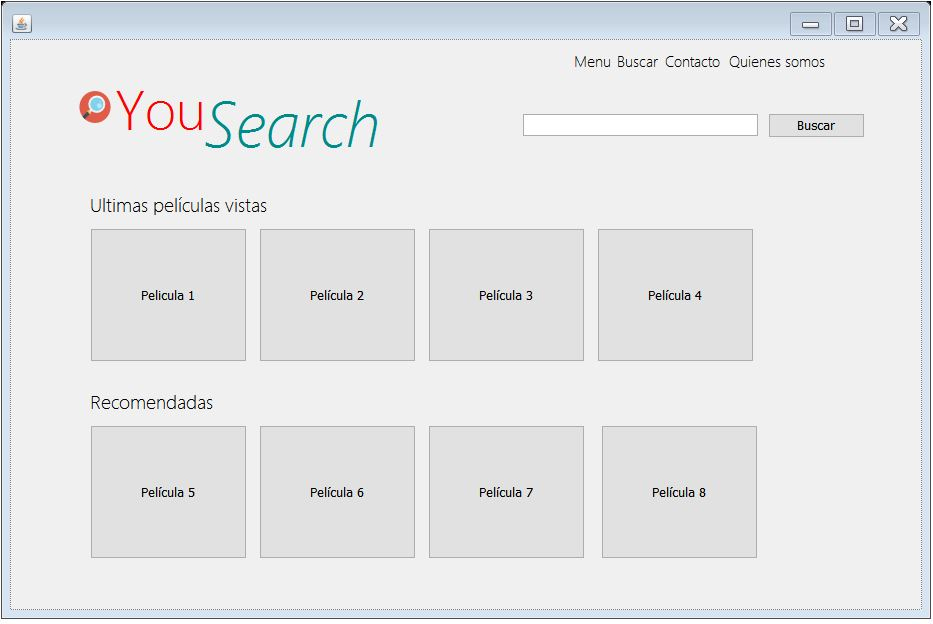 Menu Buscar Contacto Quienes somos
YouSearch
Buscar
Ultimas películas vistas
Pelicula 1 Película 2 Película 3 Película 4
Recomendadas
Película 5 Película 6 Película 7 Película 8